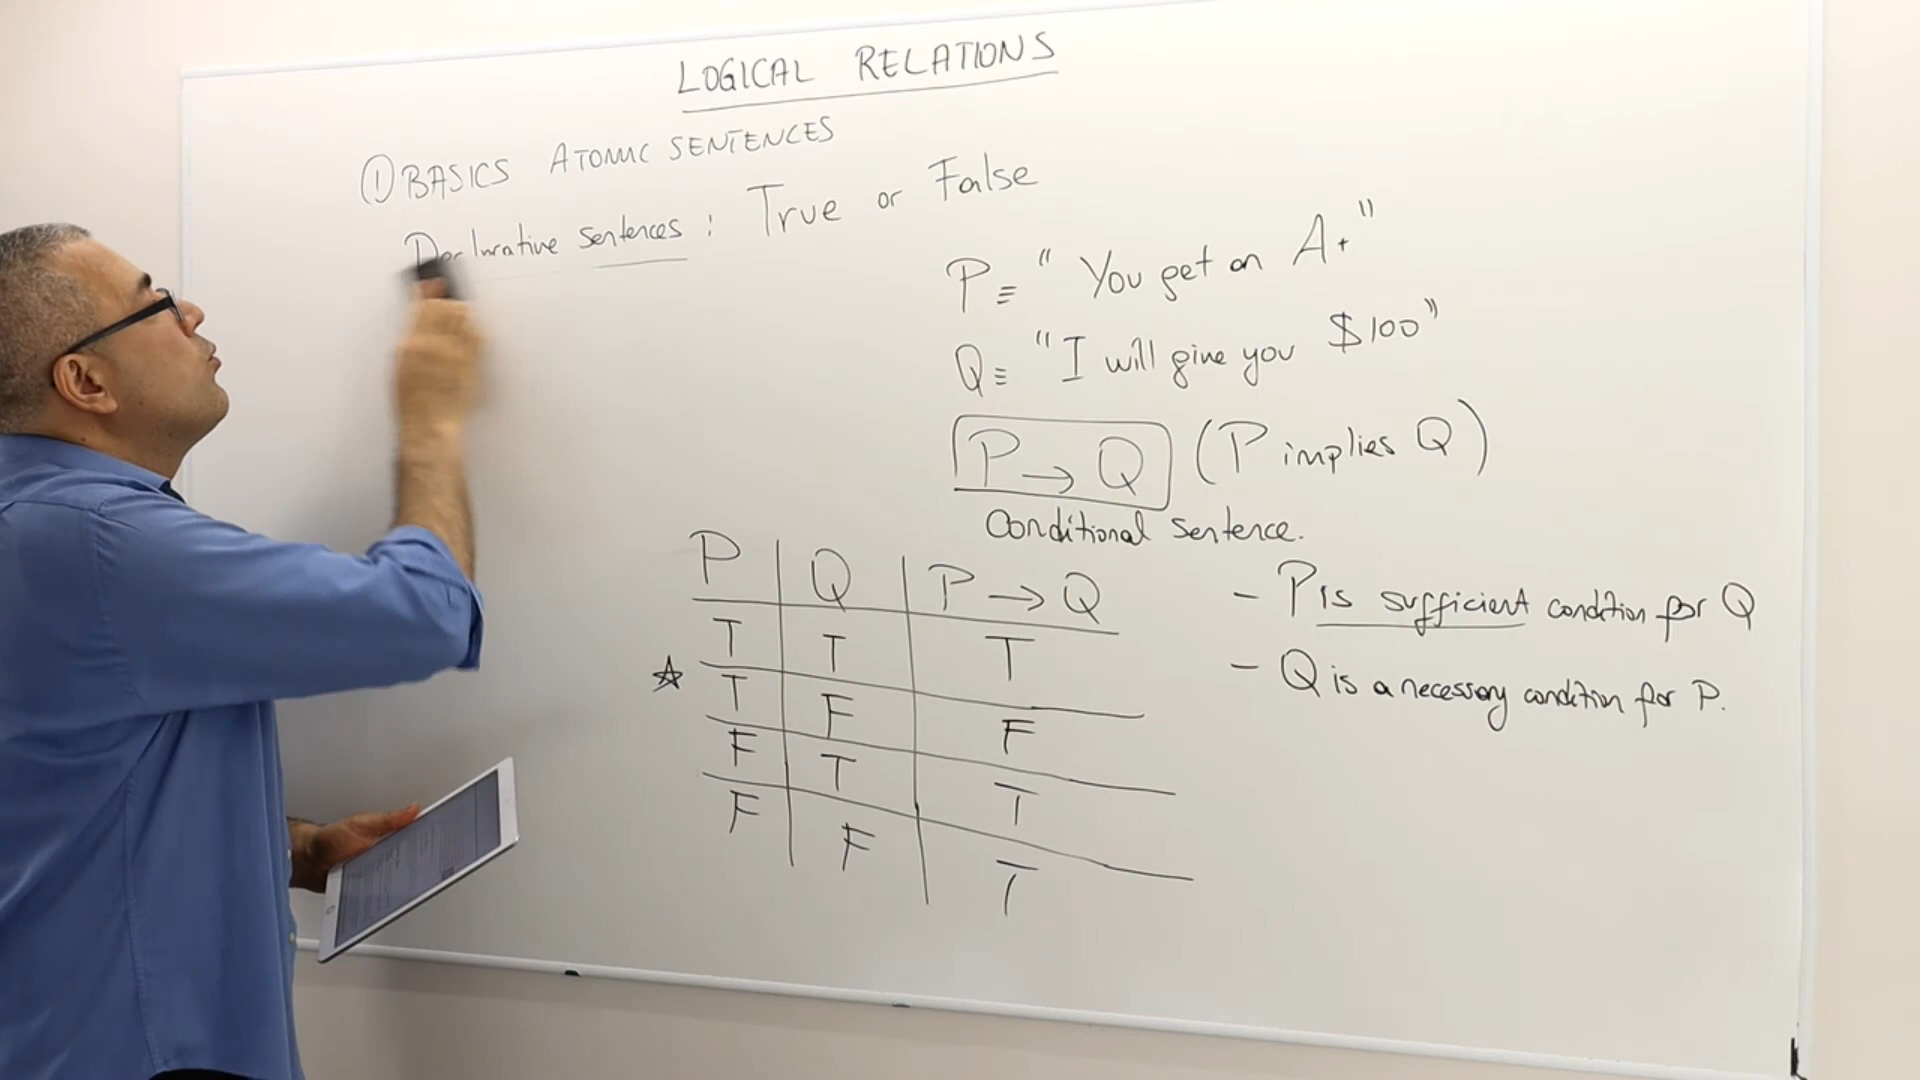 LOGICAL RELATIONS
① BASICS ATOMIC SENTENCES
Declarative sentences : True or False
P ≡ " You get an A+ "
Q ≡ "I will give you $100"
P → Q (P implies Q)
Conditional sentence.
P Q P → Q
T T T
☆ T F F
F T T
F F T
- P is sufficient condition for Q
- Q is a necessary condition for P.